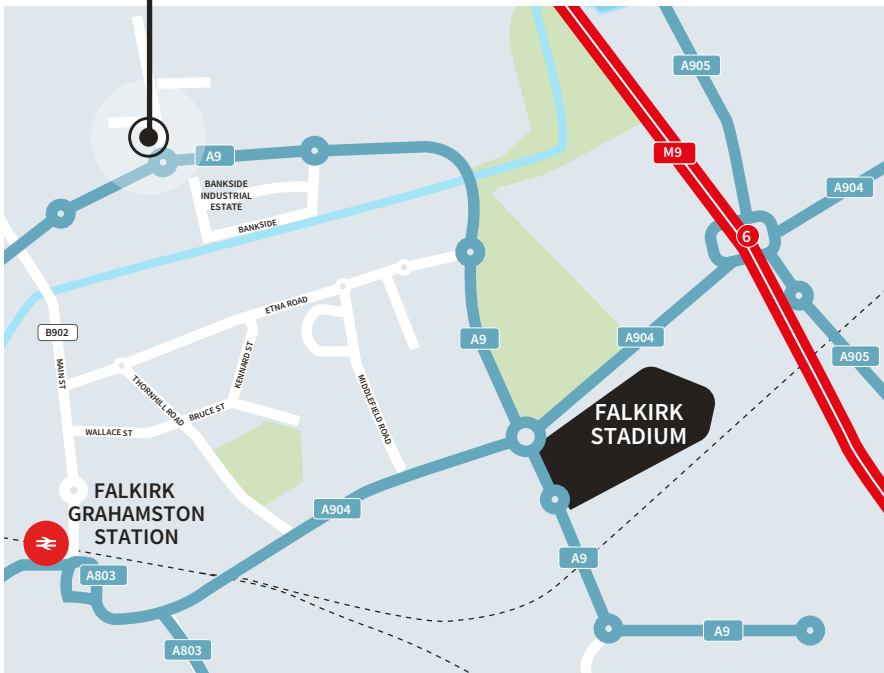 A905
M9
A9
A904
BANKSIDE
INDUSTRIAL
ESTATE
BANKSIDE
6
ETNA ROAD
B902
A9
A904
A905
MAIN ST
KENNARD ST
THORNHILL ROAD
MIDDLEFIELD ROAD
BRUCE ST
WALLACE ST
FALKIRK
STADIUM
FALKIRK
GRAHAMSTON
STATION
A904
A9
A803
A9
A803